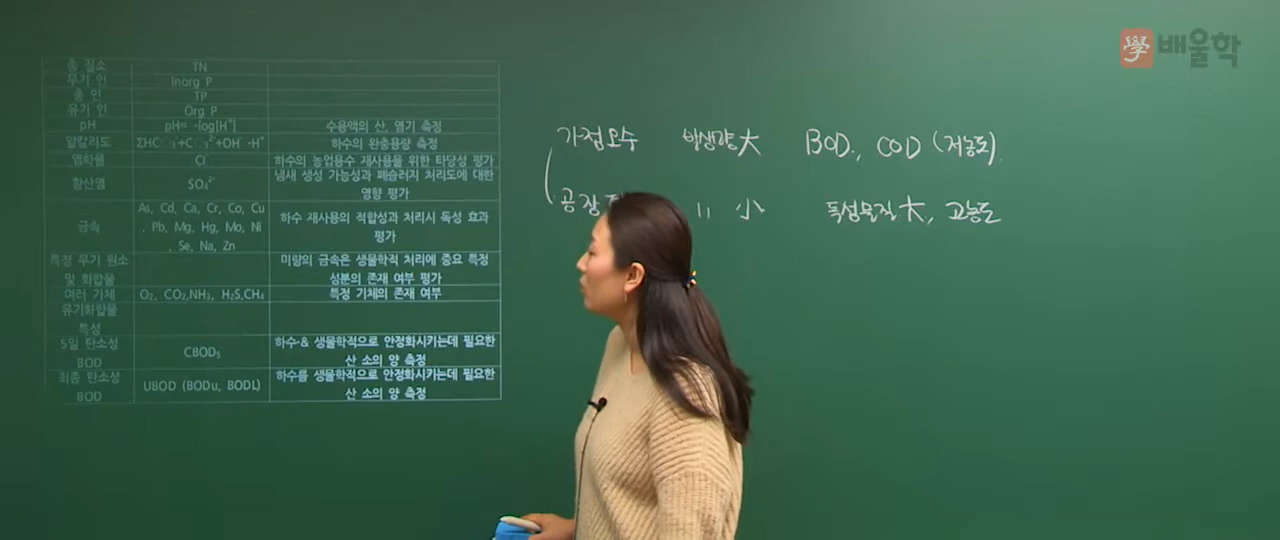 學 배울학
총 질소 TN
무기 인 Inorg P
총 인 TP
유기 인 Org P
pH pH= -log[H⁺] 수용액의 산, 염기 측정
알칼리도 하수의 완충용량 측정
염화물 Cl 하수의 농업용수 재사용을 위한 타당성 평가
황산염 SO₄²⁻ 냄새 생성 가능성과 폐슬러지 처리도에 대한
영향 평가
As, Cd, Ca, Cr, Co, Cu
금속 , Pb, Mg, Hg, Mo, Ni 하수 재사용의 적합성과 처리시 독성 효과
, Se, Na, Zn 평가
특정 무기 원소 미량의 금속은 생물학적 처리에 중요 특정
및 화합물 성분의 존재 여부 평가
여러 기체 O₂, CO₂,NH₃, H₂S,CH₄ 특정 기체의 존재 여부
유기화합물
특성
5일 탄소성 CBOD₅ 하수& 생물학적으로 안정화시키는데 필요한
BOD 산 소의 양 측정
최종 탄소성 UBOD (BODu, BODL) 하수를 생물학적으로 안정화시키는데 필요한
BOD 산 소의 양 측정
가정오수 발생량 大 BOD, COD (저농도)
공장 〃 小 독성물질 大, 고농도